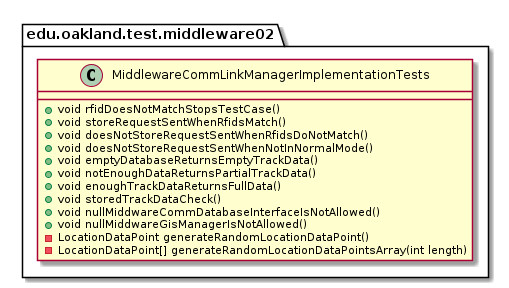 edu.oakland.test.middleware02
C MiddlewareCommLinkManagerImplementationTests
void rfidDoesNotMatchStopsTestCase()
void storeRequestSentWhenRfidsMatch()
void doesNotStoreRequestSentWhenRfidsDoNotMatch()
void doesNotStoreRequestSentWhenNotInNormalMode()
void emptyDatabaseReturnsEmptyTrackData()
void notEnoughDataReturnsPartialTrackData()
void enoughTrackDataReturnsFullData()
void storedTrackDataCheck()
void nullMiddwareCommDatabaseInterfaceIsNotAllowed()
void nullMiddwareGisManagerIsNotAllowed()
LocationDataPoint generateRandomLocationDataPoint()
LocationDataPoint[] generateRandomLocationDataPointsArray(int length)